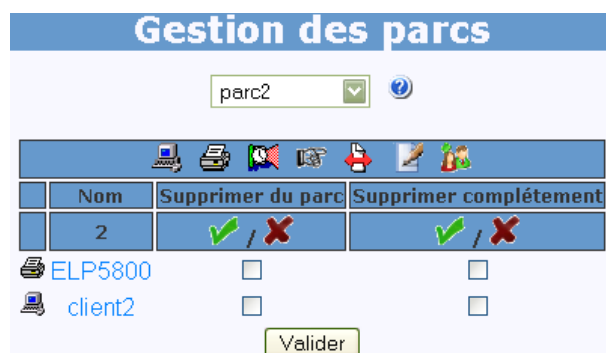 Gestion des parcs
parc2
Nom Supprimer du parc Supprimer complétement
2 / /
ELP5800
client2
Valider